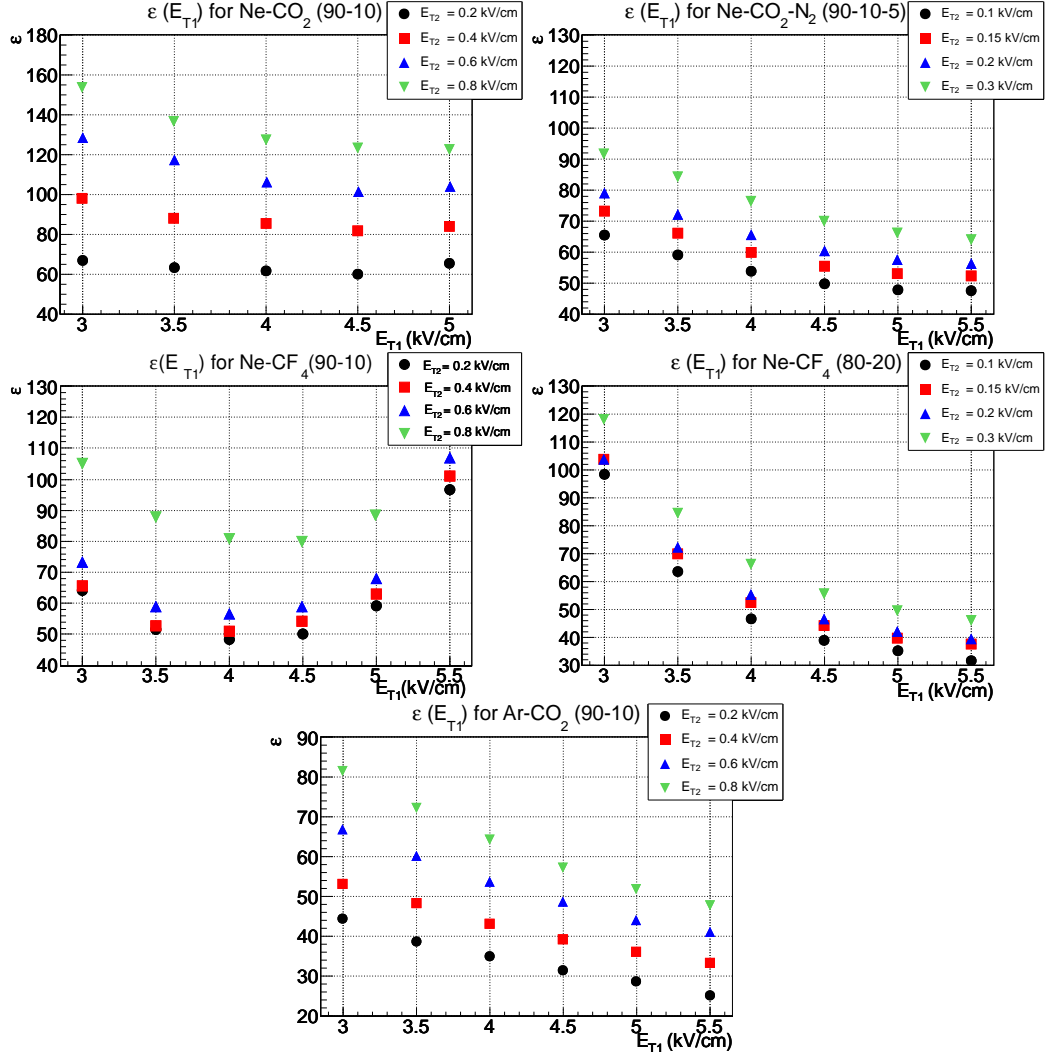 ε (E_T1) for Ne-CO₂ (90-10)
ε
E_T2 = 0.2 kV/cm
E_T2 = 0.4 kV/cm
E_T2 = 0.6 kV/cm
E_T2 = 0.8 kV/cm
180
160
140
120
100
80
60
40
3 3.5 4 4.5 5
E_T1 (kV/cm)
ε (E_T1) for Ne-CO₂-N₂ (90-10-5)
ε
E_T2 = 0.1 kV/cm
E_T2 = 0.15 kV/cm
E_T2 = 0.2 kV/cm
E_T2 = 0.3 kV/cm
130
120
110
100
90
80
70
60
50
40
3 3.5 4 4.5 5 5.5
E_T1 (kV/cm)
ε(E_T1) for Ne-CF₄(90-10)
ε
E_T2 = 0.2 kV/cm
E_T2 = 0.4 kV/cm
E_T2 = 0.6 kV/cm
E_T2 = 0.8 kV/cm
130
120
110
100
90
80
70
60
50
40
3 3.5 4 4.5 5 5.5
E_T1 (kV/cm)
ε (E_T1) for Ne-CF₄ (80-20)
ε
E_T2 = 0.1 kV/cm
E_T2 = 0.15 kV/cm
E_T2 = 0.2 kV/cm
E_T2 = 0.3 kV/cm
130
120
110
100
90
80
70
60
50
40
30
3 3.5 4 4.5 5 5.5
E_T1 (kV/cm)
ε (E_T1) for Ar-CO₂ (90-10)
ε
E_T2 = 0.2 kV/cm
E_T2 = 0.4 kV/cm
E_T2 = 0.6 kV/cm
E_T2 = 0.8 kV/cm
90
80
70
60
50
40
30
20
3 3.5 4 4.5 5 5.5
E_T1 (kV/cm)